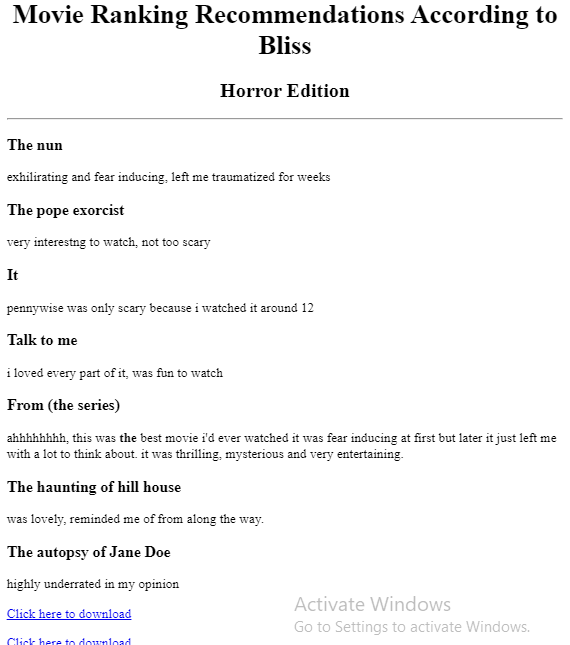 Movie Ranking Recommendations According to
Bliss
Horror Edition
The nun
exhilirating and fear inducing, left me traumatized for weeks
The pope exorcist
very interestng to watch, not too scary
It
pennywise was only scary because i watched it around 12
Talk to me
i loved every part of it, was fun to watch
From (the series)
ahhhhhhhh, this was the best movie i'd ever watched it was fear inducing at first but later it just left me
with a lot to think about. it was thrilling, mysterious and very entertaining.
The haunting of hill house
was lovely, reminded me of from along the way.
The autopsy of Jane Doe
highly underrated in my opinion
Click here to download
Activate Windows
Go to Settings to activate Windows.
Click here to download